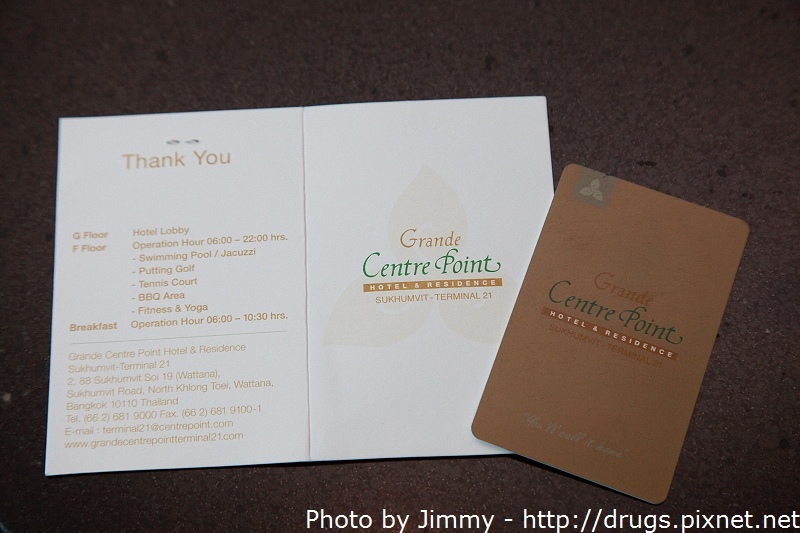 Thank You
G Floor Hotel Lobby
F Floor Operation Hour 06:00 – 22:00 hrs.
- Swimming Pool / Jacuzzi
- Putting Golf
- Tennis Court
- BBQ Area
- Fitness & Yoga
Breakfast Operation Hour 06:00 – 10:30 hrs.
Grande Centre Point Hotel & Residence
Sukhumvit-Terminal 21
2, 88 Sukhumvit Soi 19 (Wattana),
Sukhumvit Road, North Khlong Toei, Wattana,
Bangkok 10110 Thailand
Tel. (66 2) 681 9000 Fax. (66 2) 681 9100-1
E-mail : terminal21@centrepoint.com
www.grandecentrepointterminal21.com
Grande
Centre Point
HOTEL & RESIDENCE
SUKHUMVIT - TERMINAL 21
Grande
Centre Point
HOTEL & RESIDENCE
SUKHUMVIT - TERMINAL 21
"You'll call it home"
Photo by Jimmy - http://drugs.pixnet.net